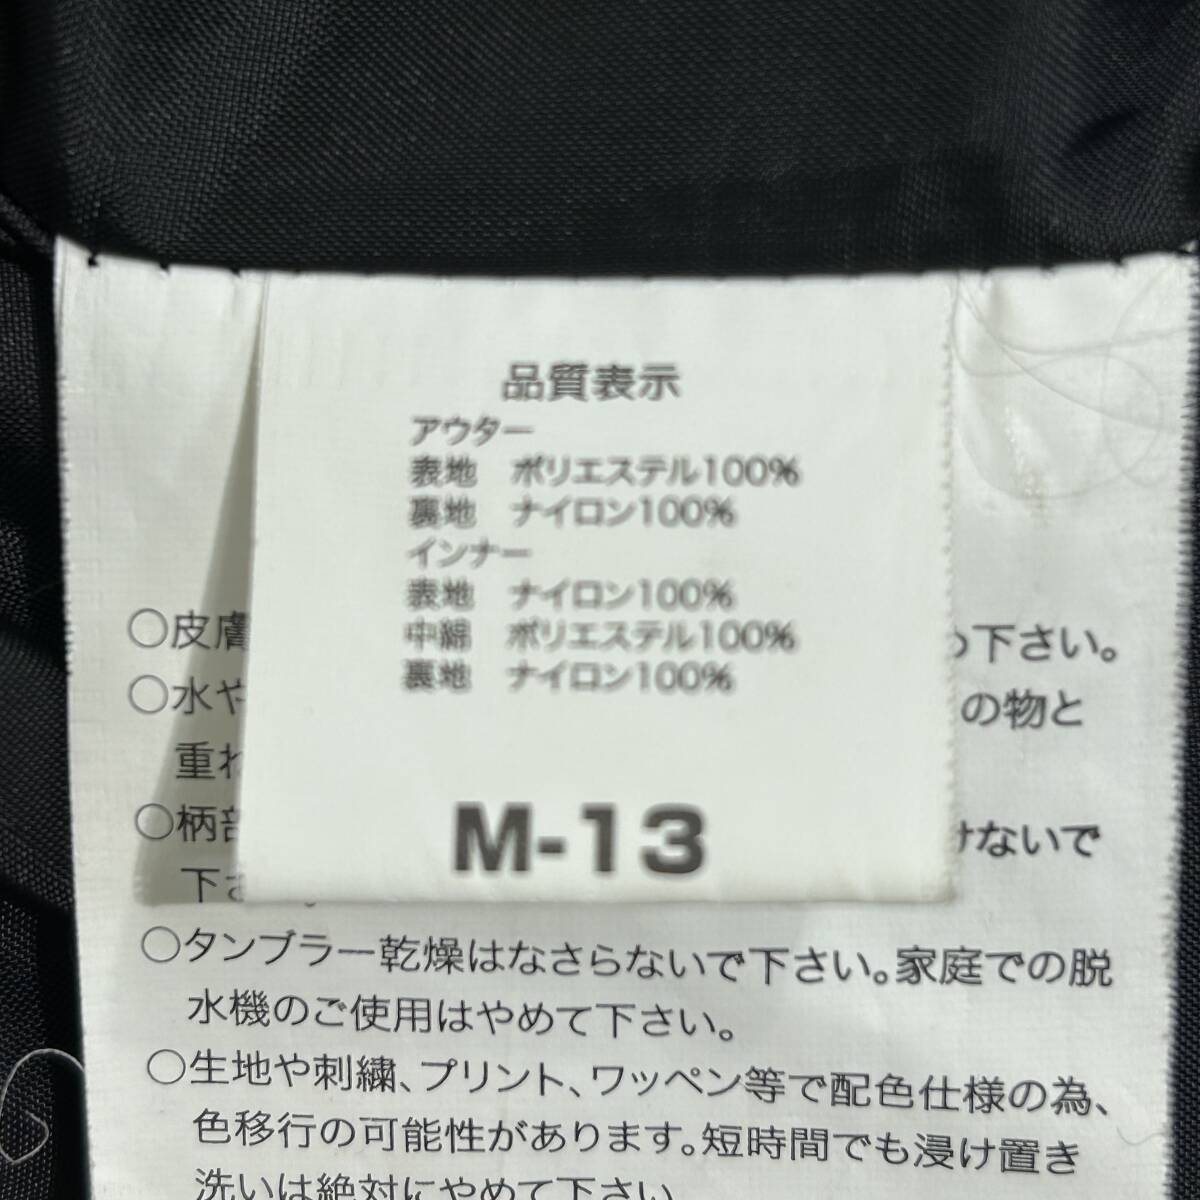 品質表示
アウター
表地 ポリエステル100%
裏地 ナイロン100%
インナー
表地 ナイロン100%
中綿 ポリエステル100%
裏地 ナイロン100%
M-13
○皮膚
め下さい。
○水や
の物と
重ね
○柄部
けないで
下さ
○タンブラー乾燥はなさらないで下さい。家庭での脱
水機のご使用はやめて下さい。
○生地や刺繍、プリント、ワッペン等で配色仕様の為、
色移行の可能性があります。短時間でも浸け置き
洗いは絶対にやめて下さい